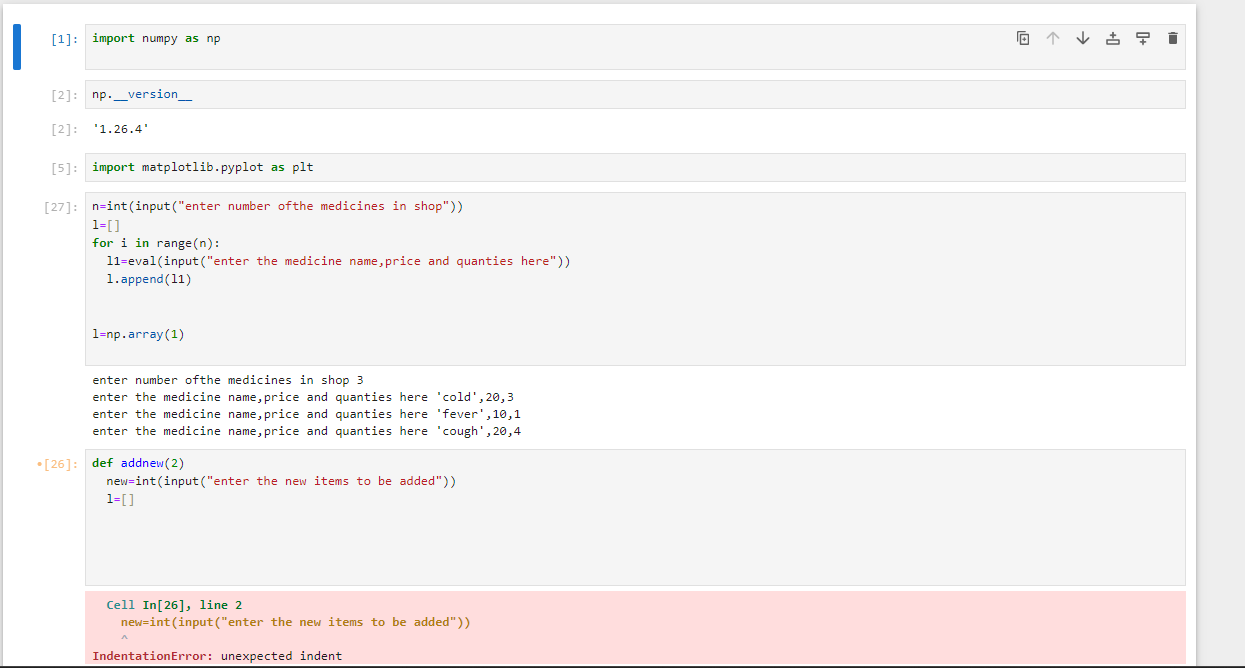 [1]: import numpy as np
[2]: np.__version__
[2]: '1.26.4'
[5]: import matplotlib.pyplot as plt
[27]: n=int(input("enter number ofthe medicines in shop"))
l=[]
for i in range(n):
  l1=eval(input("enter the medicine name,price and quanties here"))
  l.append(l1)
l=np.array(1)
enter number ofthe medicines in shop 3
enter the medicine name,price and quanties here 'cold',20,3
enter the medicine name,price and quanties here 'fever',10,1
enter the medicine name,price and quanties here 'cough',20,4
•[26]: def addnew(2)
  new=int(input("enter the new items to be added"))
  l=[]
  Cell In[26], line 2
    new=int(input("enter the new items to be added"))
    ^
IndentationError: unexpected indent